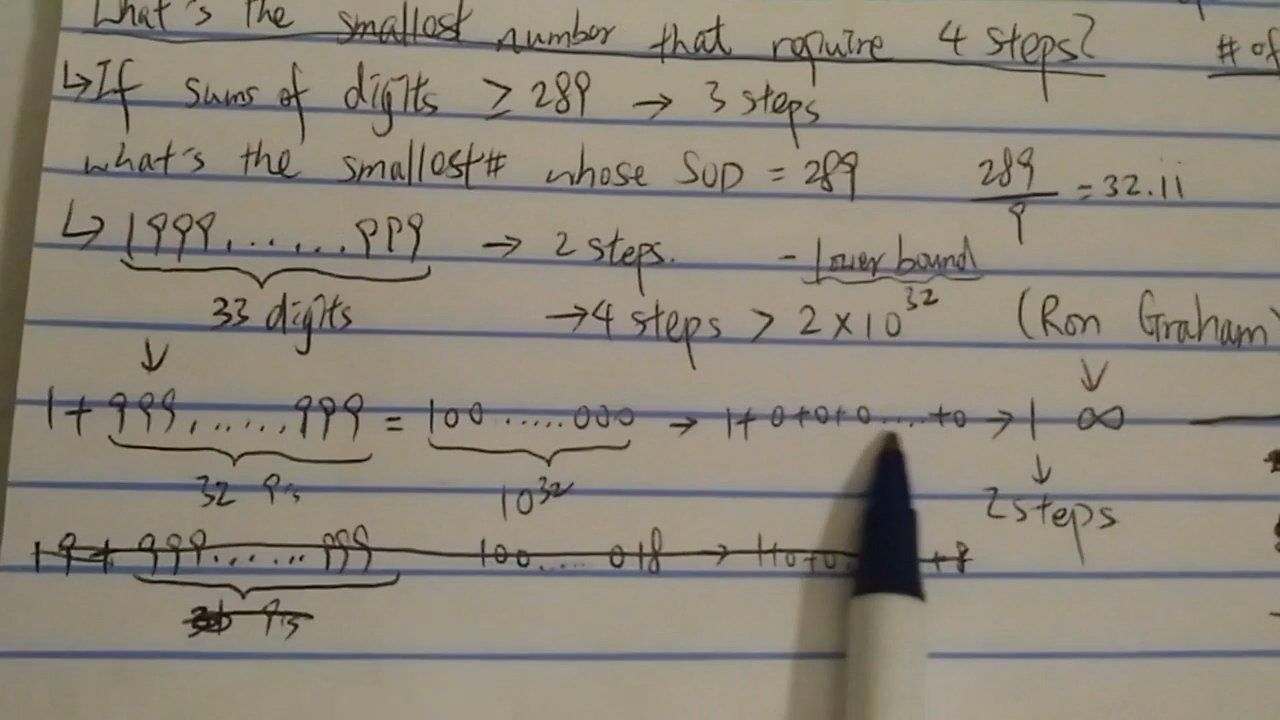 What's the smallest number that require 4 steps? # of
↳If sums of digits ≥ 289 → 3 steps
what's the smallest# whose SOD = 289 289/9 = 32.11
↳ 1999.......999 → 2 steps. - lower bound
33 digits → 4 steps > 2×10^32 (Ron Graham)
↓ ↓
1+ 999.......999 = 100.....000 → 1+0+0+0....+0 → 1 ∞
32 9's 10^32 ↓
2 steps
19+ 999......999 100.... 018 → 1+0+0 +8
9's